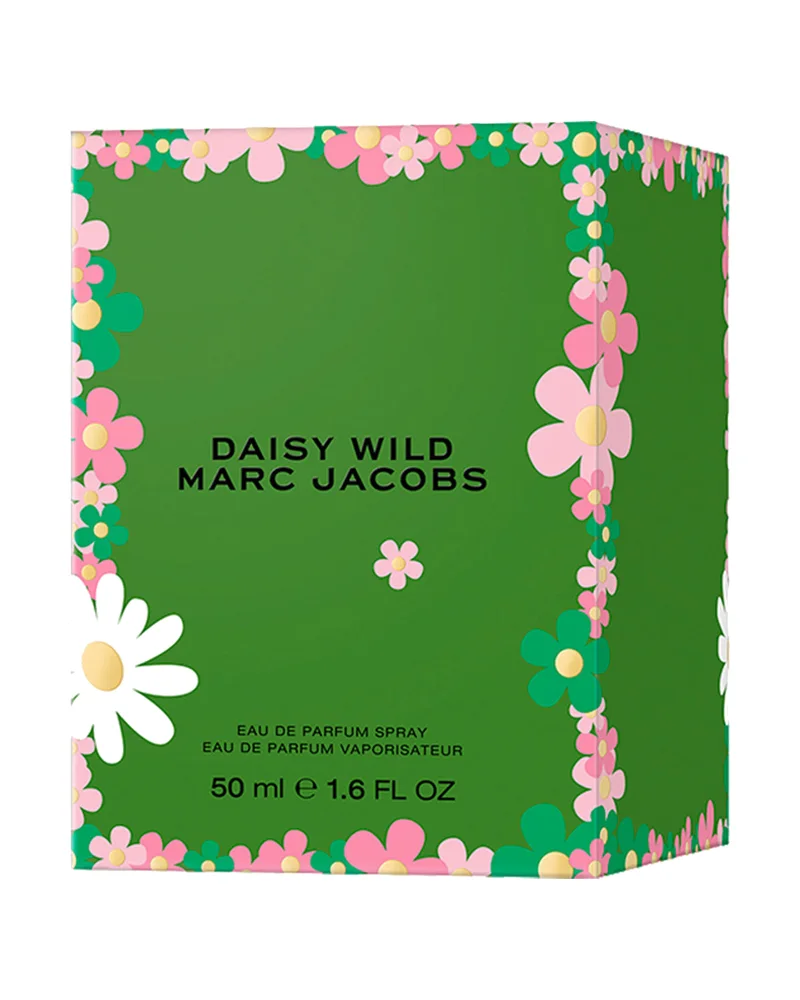 DAISY WILD
MARC JACOBS
EAU DE PARFUM SPRAY
EAU DE PARFUM VAPORISATEUR
50 ml ℮ 1.6 FL OZ